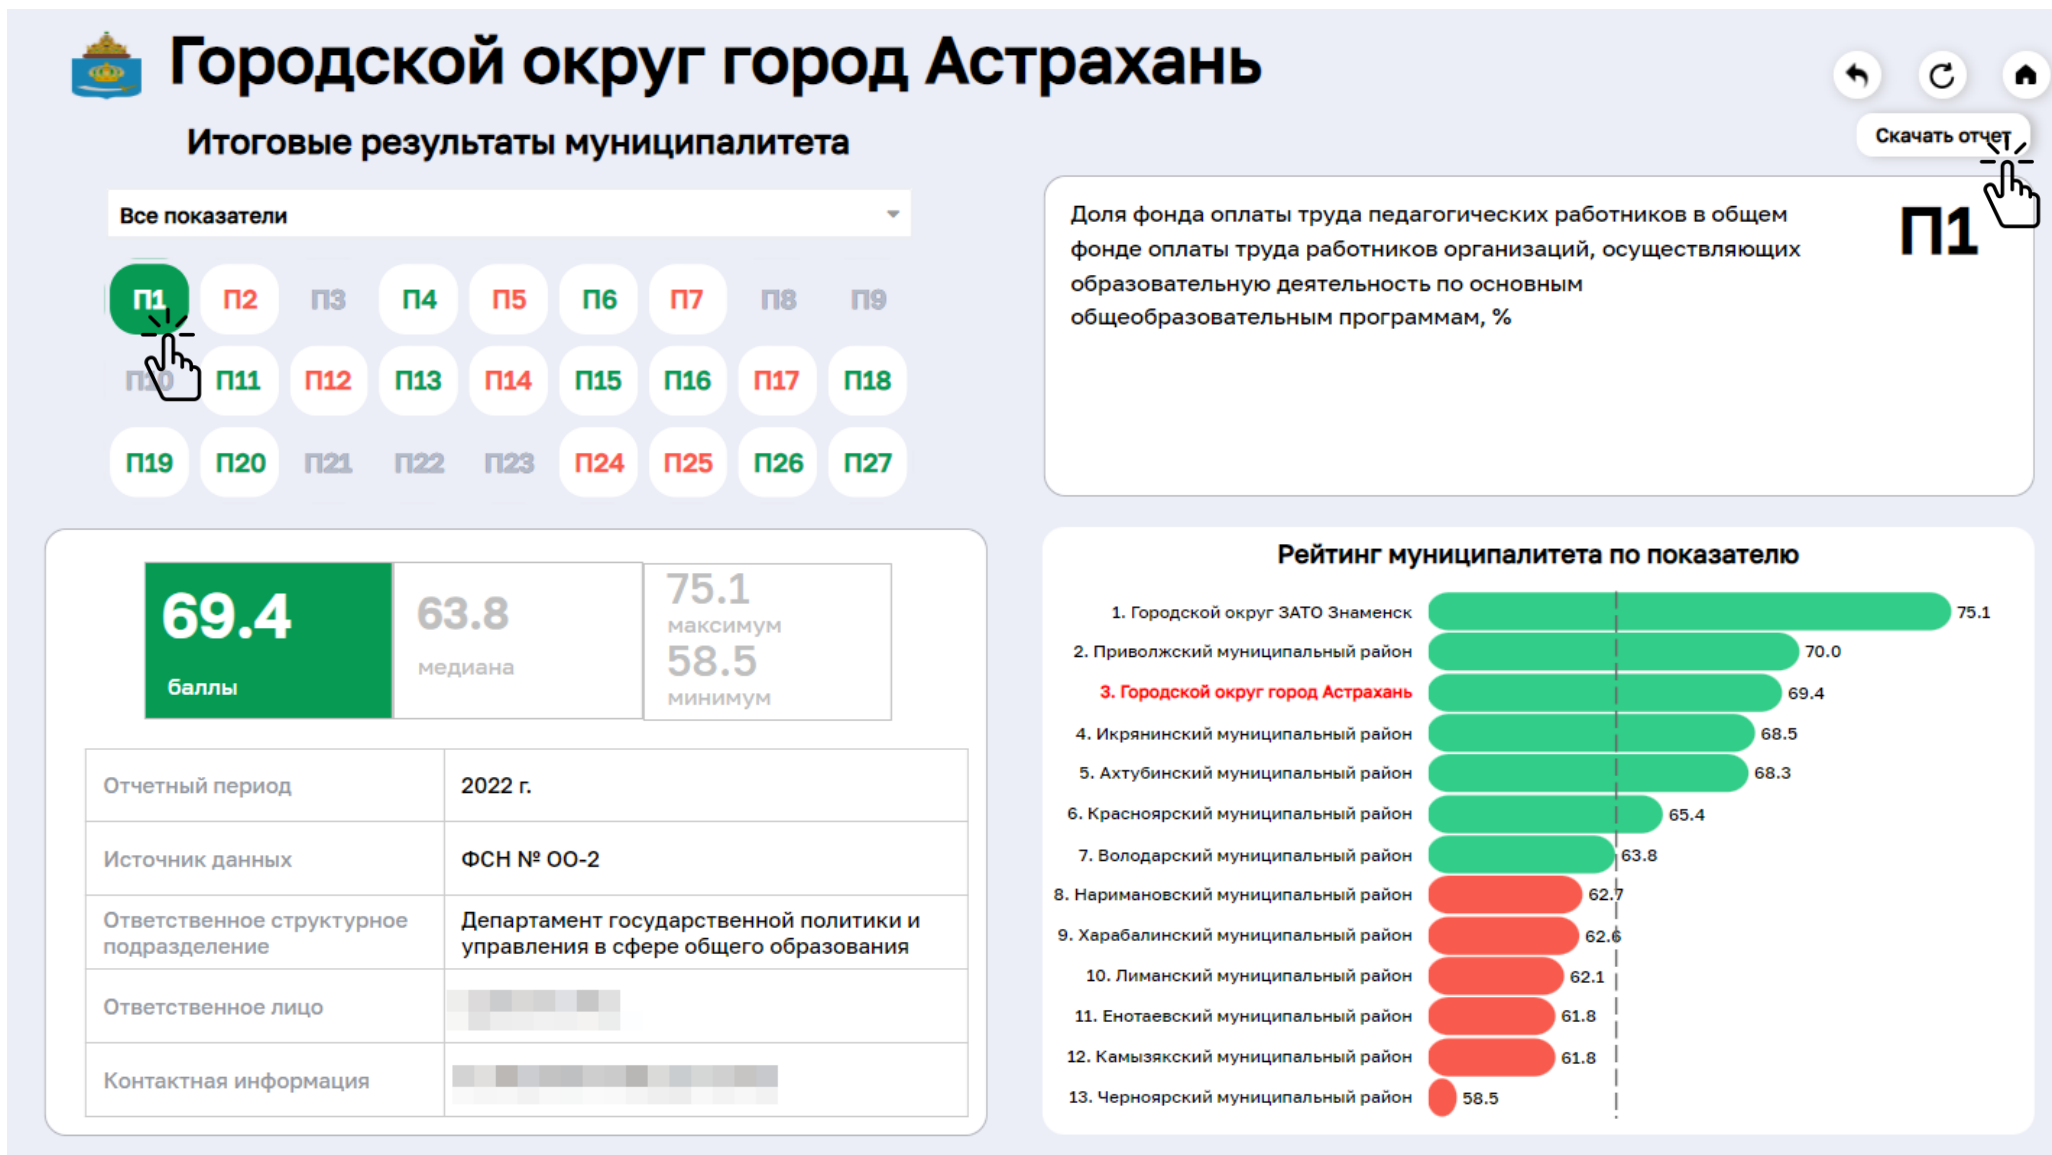 Городской округ город Астрахань
Итоговые результаты муниципалитета
Скачать отчет
Все показатели
П1 П2 П3 П4 П5 П6 П7 П8 П9
П10 П11 П12 П13 П14 П15 П16 П17 П18
П19 П20 П21 П22 П23 П24 П25 П26 П27
Доля фонда оплаты труда педагогических работников в общем
фонде оплаты труда работников организаций, осуществляющих
образовательную деятельность по основным
общеобразовательным программам, %
П1
69.4
баллы
63.8
медиана
75.1
максимум
58.5
минимум
Отчетный период 2022 г.
Источник данных ФСН № ОО-2
Ответственное структурное
подразделение
Департамент государственной политики и
управления в сфере общего образования
Ответственное лицо
Контактная информация
Рейтинг муниципалитета по показателю
1. Городской округ ЗАТО Знаменск 75.1
2. Приволжский муниципальный район 70.0
3. Городской округ город Астрахань 69.4
4. Икрянинский муниципальный район 68.5
5. Ахтубинский муниципальный район 68.3
6. Красноярский муниципальный район 65.4
7. Володарский муниципальный район 63.8
8. Наримановский муниципальный район 62.7
9. Харабалинский муниципальный район 62.6
10. Лиманский муниципальный район 62.1
11. Енотаевский муниципальный район 61.8
12. Камызякский муниципальный район 61.8
13. Черноярский муниципальный район 58.5